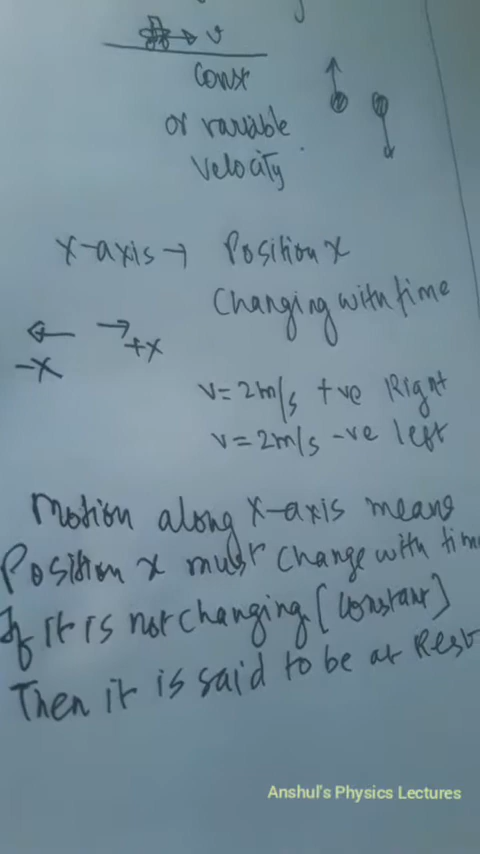 v
Const
or variable
Velocity
x-axis → Position x
Changing with time
-x +x
v=2m/s +ve Right
v=2m/s -ve left
Motion along x-axis means
Position x must change with time
If it is not changing [constant]
Then it is said to be at Rest
Anshul's Physics Lectures